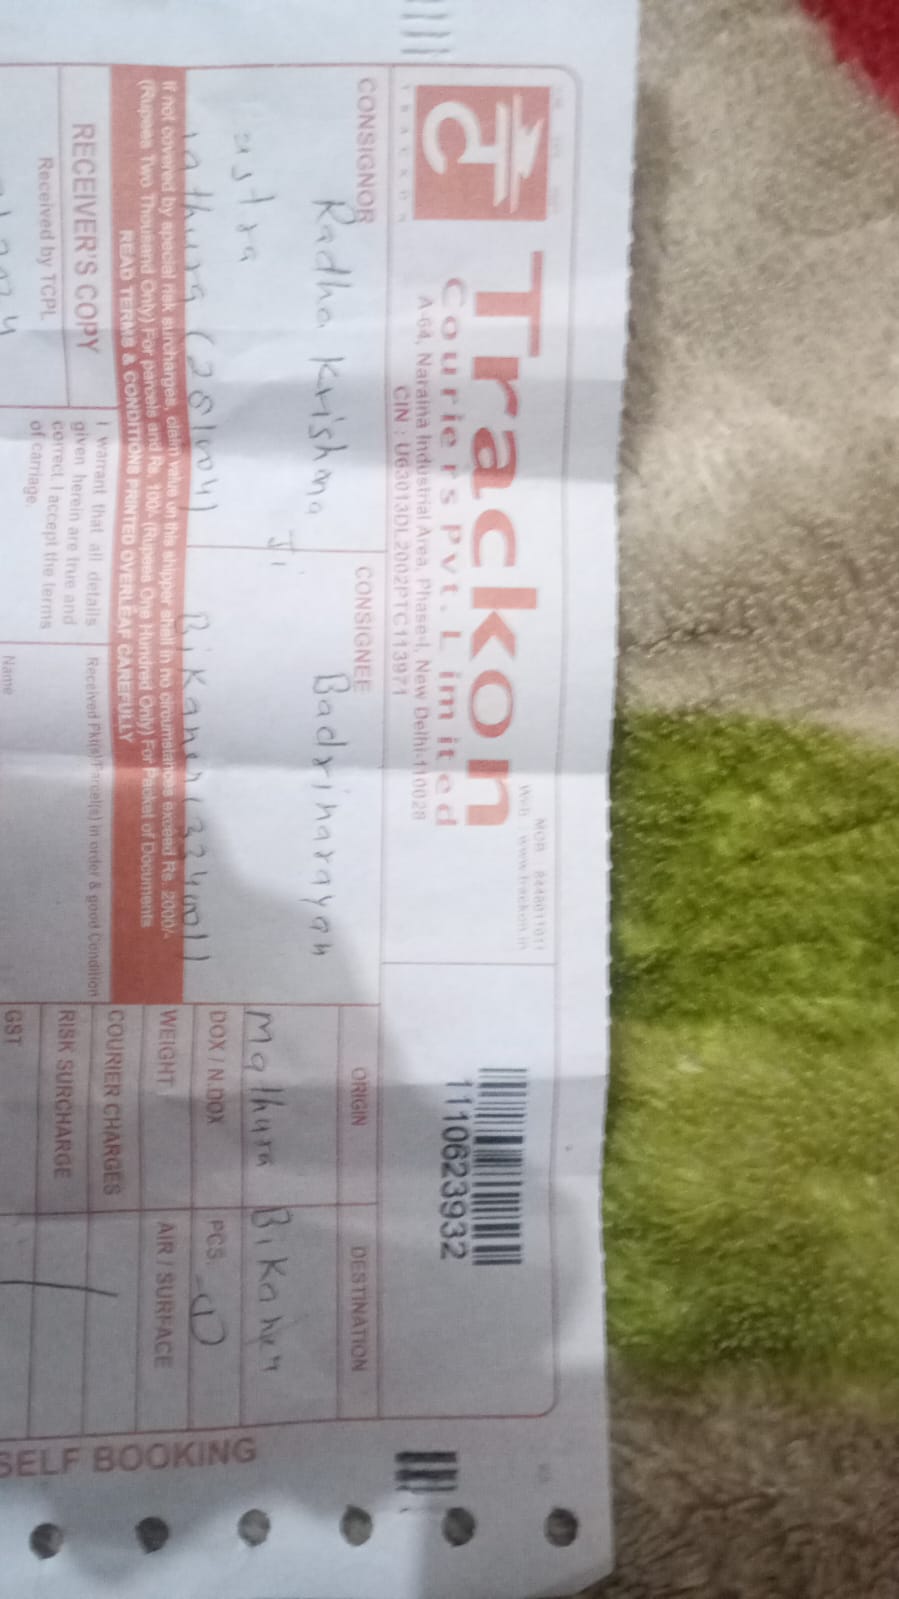 Trackon
Couriers Pvt. Limited
A-64, Naraina Industrial Area, Phase-I, New Delhi-110028
CIN : U63013DL2002PTC113971
Web : www.trackon.in
1110623932
CONSIGNOR
Radha Krishna
Ji
CONSIGNEE
Badrinarayan
Bikaner (334001)
ORIGIN
Mathura
DESTINATION
Bikaner
DOX / N.DOX
PCS.
WEIGHT
AIR / SURFACE
COURIER CHARGES
RISK SURCHARGE
GST
If not covered by special risk surcharges, claim value on this shipper shall in no circumstances exceed Rs. 2000/-
(Rupees Two Thousand Only) For parcels and Rs. 100/- (Rupees One Hundred Only) For Packet of Documents
READ TERMS & CONDITIONS PRINTED OVERLEAF CAREFULLY
RECEIVER'S COPY
Received by TCPL
I warrant that all details
given herein are true and
correct. I accept the terms
of carriage.
Received Pkt(s)/Parcel(s) in order & good Condition
Name
SELF BOOKING